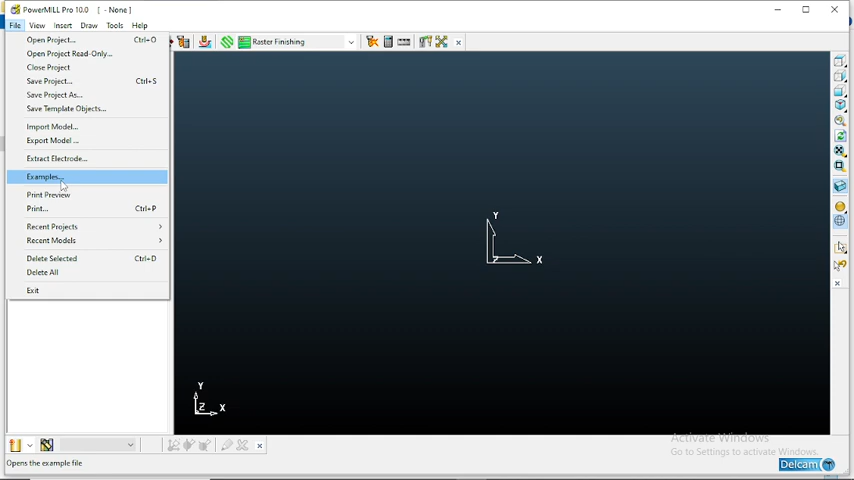 PowerMILL Pro 10.0 [ - None ]
File View Insert Draw Tools Help
Raster Finishing
Open Project... Ctrl+O
Open Project Read-Only...
Close Project
Save Project... Ctrl+S
Save Project As...
Save Template Objects...
Import Model...
Export Model ...
Extract Electrode...
Examples...
Print Preview
Print... Ctrl+P
Recent Projects
Recent Models
Delete Selected Ctrl+D
Delete All
Exit
Y
Z X
Y
Z X
Activate Windows
Go to Settings to activate Windows.
Opens the example file
Delcam